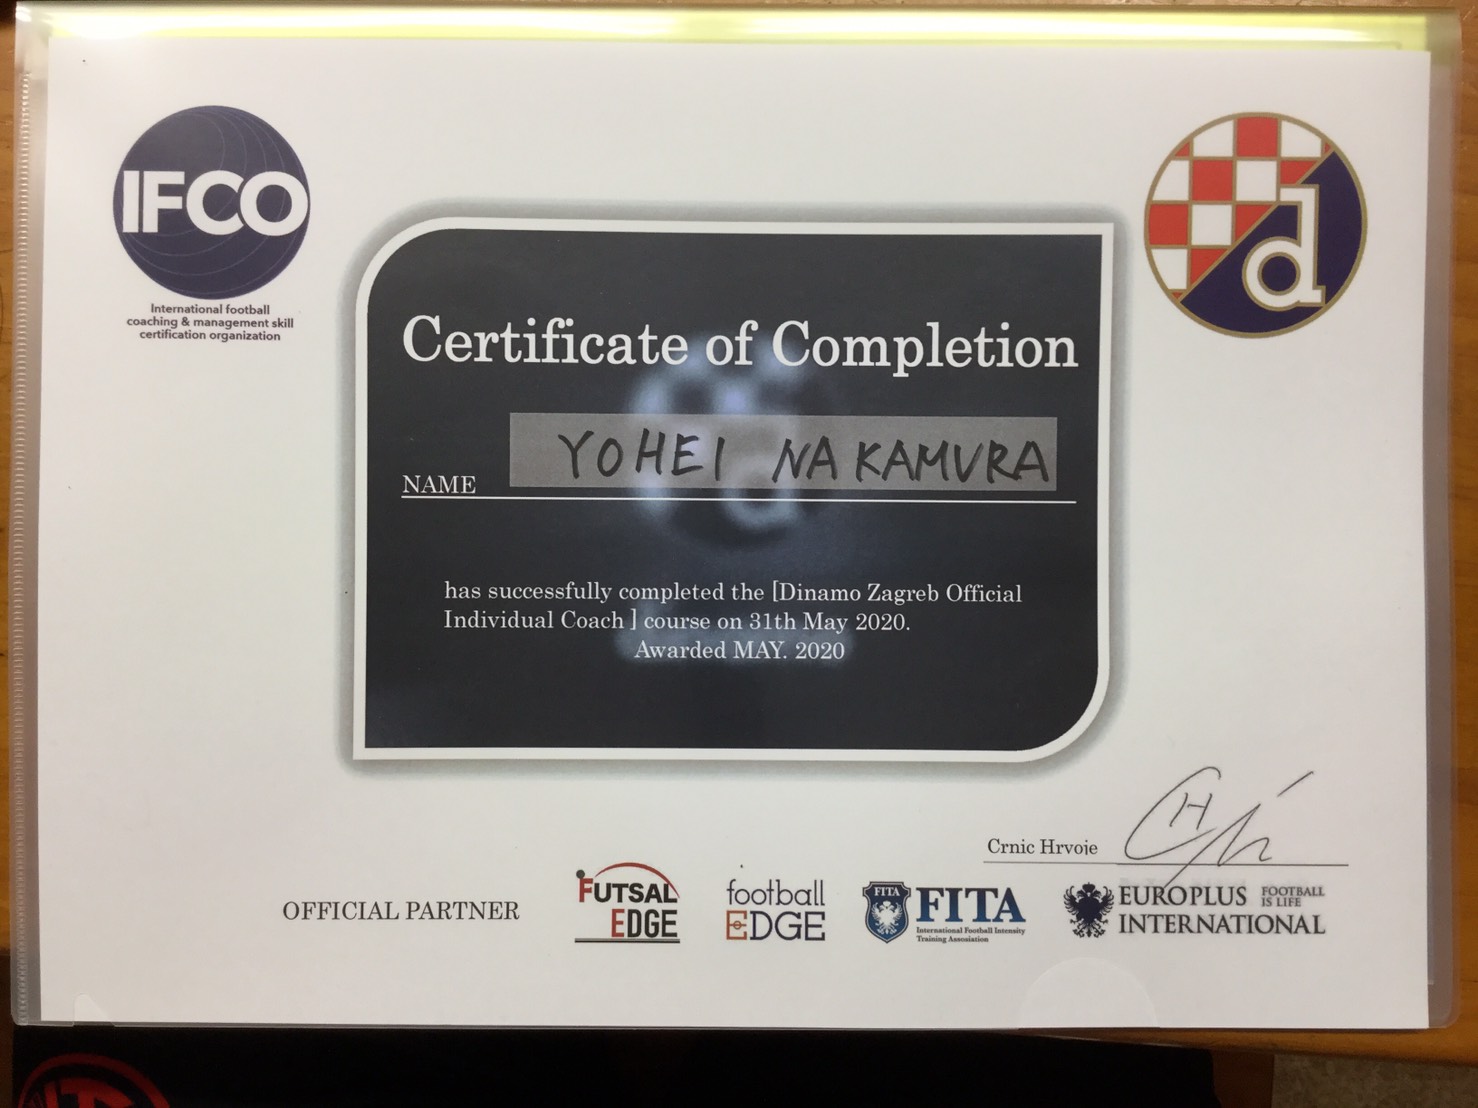 IFCO
International football
coaching & management skill
certification organization
d
Certificate of Completion
NAME YOHEI NAKAMURA
has successfully completed the [Dinamo Zagreb Official
Individual Coach ] course on 31th May 2020.
Awarded MAY. 2020
Crnic Hrvoje
OFFICIAL PARTNER
FUTSAL
EDGE
football
EDGE
FITA
FITA
International Football Intensity
Training Assosiation
EUROPLUS
INTERNATIONAL
FOOTBALL
IS LIFE